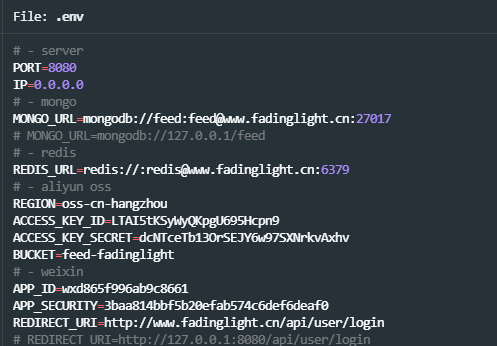 File: .env
# - server
PORT=8080
IP=0.0.0.0
# - mongo
MONGO_URL=mongodb://feed:feed@www.fadinglight.cn:27017
# MONGO_URL=mongodb://127.0.0.1/feed
# - redis
REDIS_URL=redis://:redis@www.fadinglight.cn:6379
# - aliyun oss
REGION=oss-cn-hangzhou
ACCESS_KEY_ID=LTAI5tKSyWyQKpgU695Hcpn9
ACCESS_KEY_SECRET=dcNTceTb13OrSEJY6w97SXNrkvAxhv
BUCKET=feed-fadinglight
# - weixin
APP_ID=wxd865f996ab9c8661
APP_SECURITY=3baa814bbf5b20efab574c6def6deaf0
REDIRECT_URI=http://www.fadinglight.cn/api/user/login
# REDIRECT_URI=http://127.0.0.1:8080/api/user/login